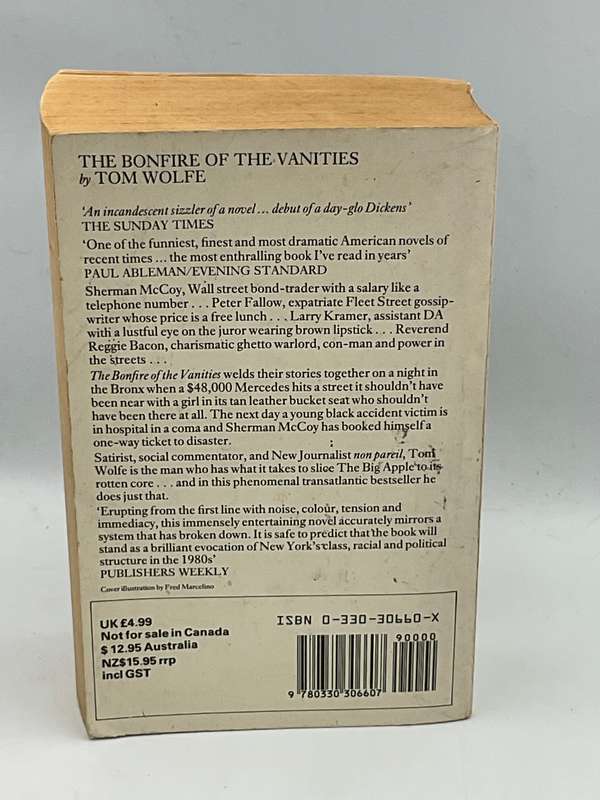 THE BONFIRE OF THE VANITIES
by TOM WOLFE
'An incandescent sizzler of a novel ... debut of a day-glo Dickens'
THE SUNDAY TIMES
'One of the funniest, finest and most dramatic American novels of
recent times ... the most enthralling book I've read in years'
PAUL ABLEMAN/EVENING STANDARD
Sherman McCoy, Wall street bond-trader with a salary like a
telephone number ... Peter Fallow, expatriate Fleet Street gossip-
writer whose price is a free lunch ... Larry Kramer, assistant DA
with a lustful eye on the juror wearing brown lipstick ... Reverend
Reggie Bacon, charismatic ghetto warlord, con-man and power in
the streets ...
The Bonfire of the Vanities welds their stories together on a night in
the Bronx when a $48,000 Mercedes hits a street it shouldn't have
been near with a girl in its tan leather bucket seat who shouldn't
have been there at all. The next day a young black accident victim is
in hospital in a coma and Sherman McCoy has booked himself a
one-way ticket to disaster.
Satirist, social commentator, and New Journalist non pareil, Tom
Wolfe is the man who has what it takes to slice The Big Apple to its
rotten core ... and in this phenomenal transatlantic bestseller he
does just that.
'Erupting from the first line with noise, colour, tension and
immediacy, this immensely entertaining novel accurately mirrors a
system that has broken down. It is safe to predict that the book will
stand as a brilliant evocation of New York's class, racial and political
structure in the 1980s'
PUBLISHERS WEEKLY
Cover illustration by Fred Marcelino
UK £4.99
Not for sale in Canada
$12.95 Australia
NZ$15.95 rrp
incl GST
ISBN 0-330-30660-X
90000
9 780330 306607